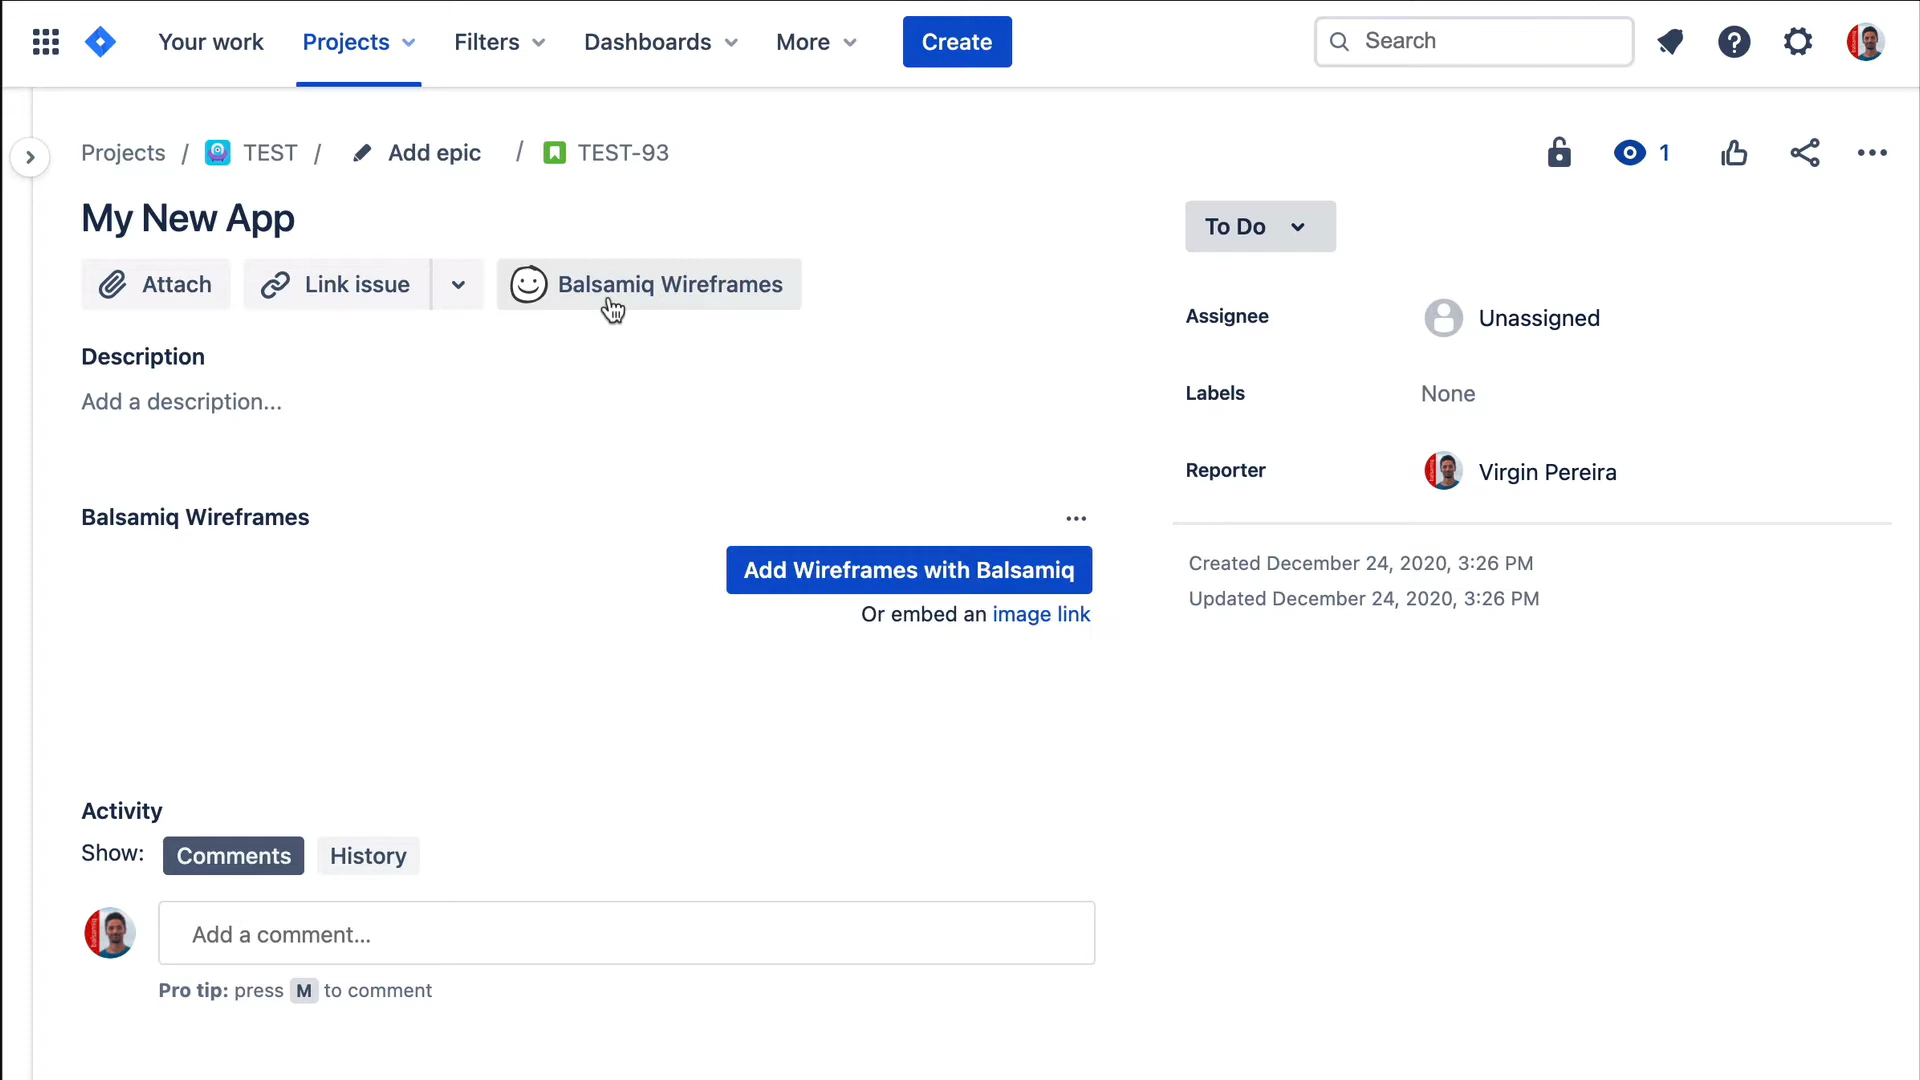 Your work Projects Filters Dashboards More Create Search
Projects / TEST / Add epic / TEST-93 1
My New App
To Do
Attach Link issue Balsamiq Wireframes
Assignee Unassigned
Description
Add a description...
Labels None
Reporter Virgin Pereira
Balsamiq Wireframes
Add Wireframes with Balsamiq
Or embed an image link
Created December 24, 2020, 3:26 PM
Updated December 24, 2020, 3:26 PM
Activity
Show: Comments History
Add a comment...
Pro tip: press M to comment